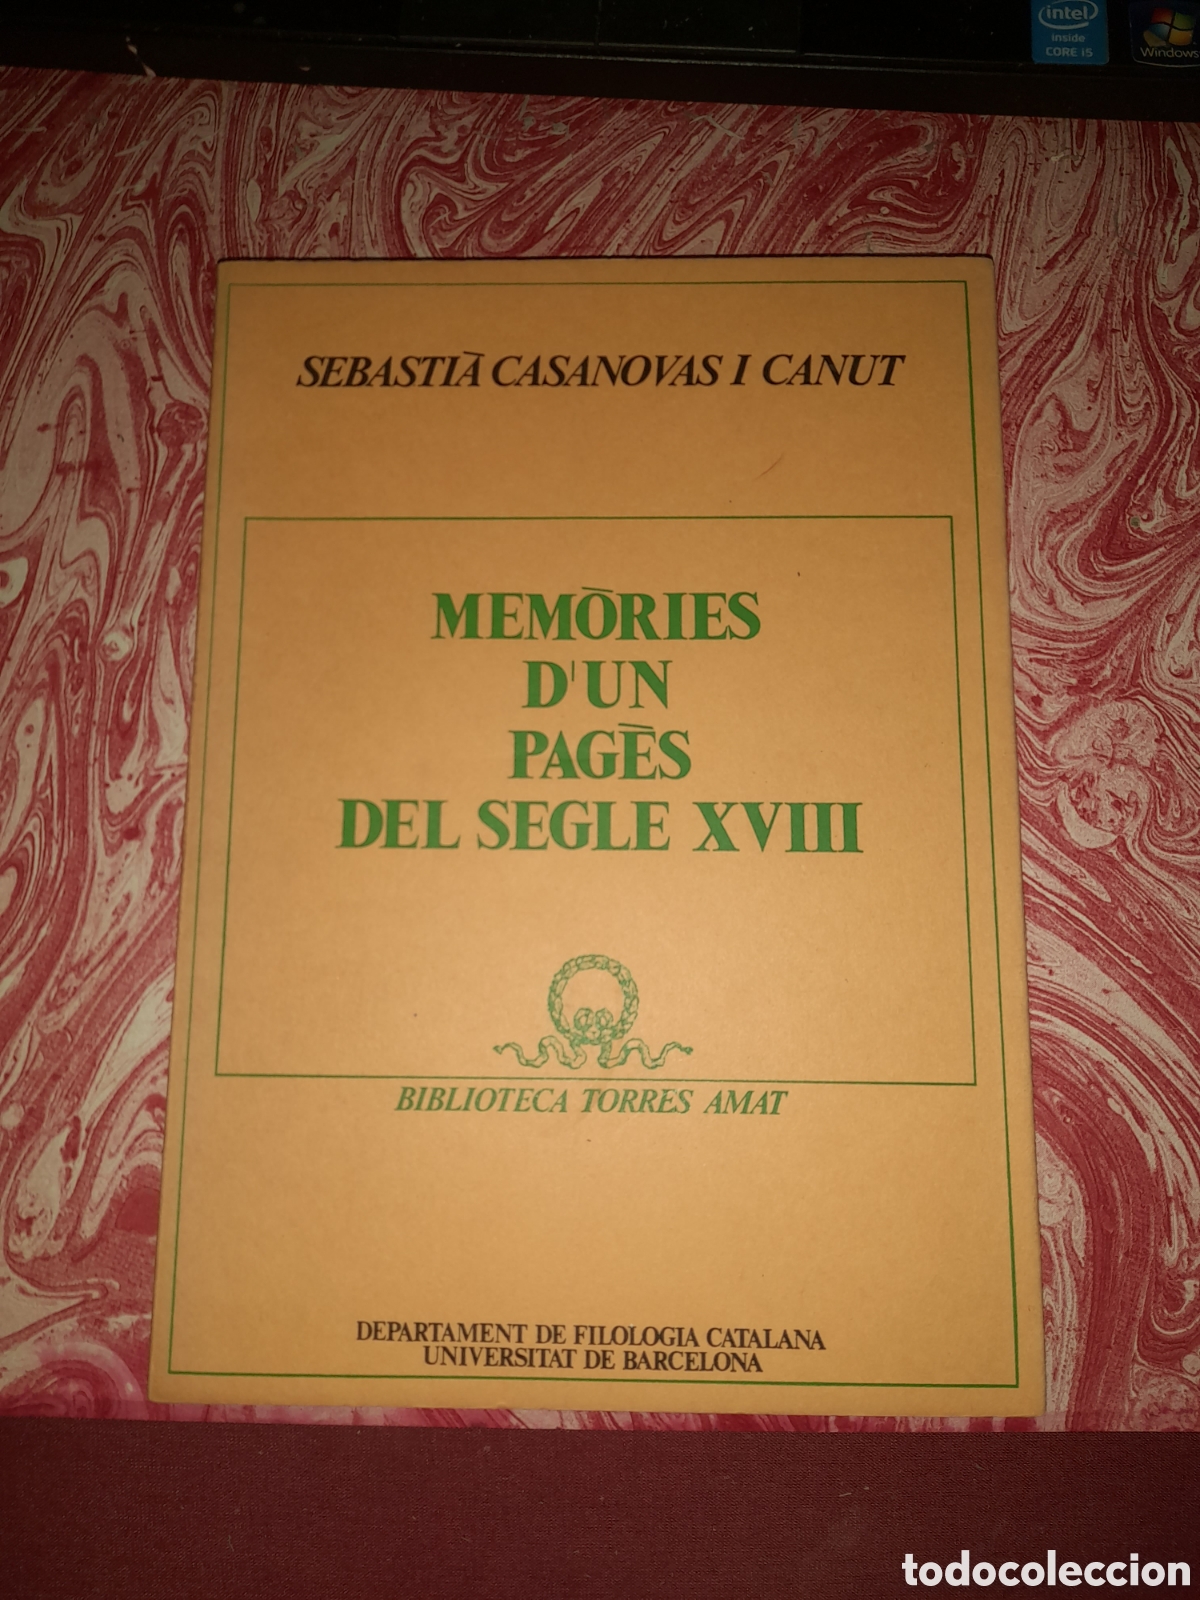 intel
inside
CORE i5
Windows
SEBASTIÀ CASANOVAS I CANUT
MEMÒRIES
D'UN
PAGÈS
DEL SEGLE XVIII
BIBLIOTECA TORRES AMAT
DEPARTAMENT DE FILOLOGIA CATALANA
UNIVERSITAT DE BARCELONA
todocoleccion